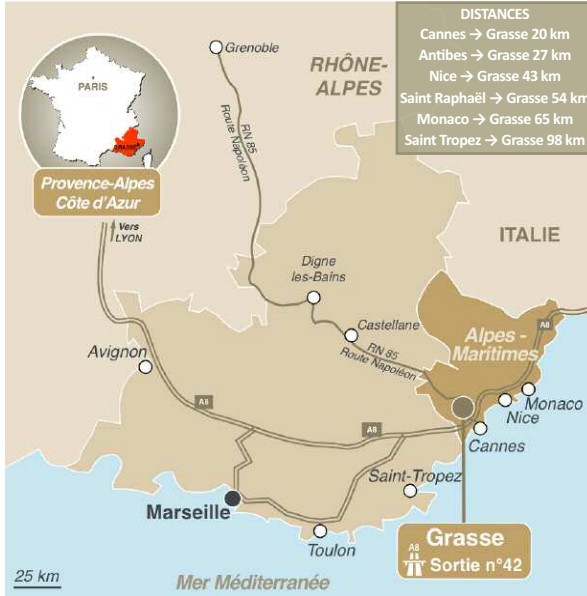 DISTANCES
Cannes → Grasse 20 km
Antibes → Grasse 27 km
Nice → Grasse 43 km
Saint Raphaël → Grasse 54 km
Monaco → Grasse 65 km
Saint Tropez → Grasse 98 km
PARIS
GRASSE
Provence-Alpes
Côte d'Azur
Vers
LYON
Grenoble
RHÔNE-
ALPES
RN 85
Route Napoléon
ITALIE
Digne
les-Bains
Castellane
RN 85
Route Napoléon
Alpes -
Maritimes
A8
Avignon
A8
A8
Monaco
Nice
Cannes
Saint-Tropez
Marseille
Toulon
Grasse
A8
Sortie n°42
25 km
Mer Méditerranée